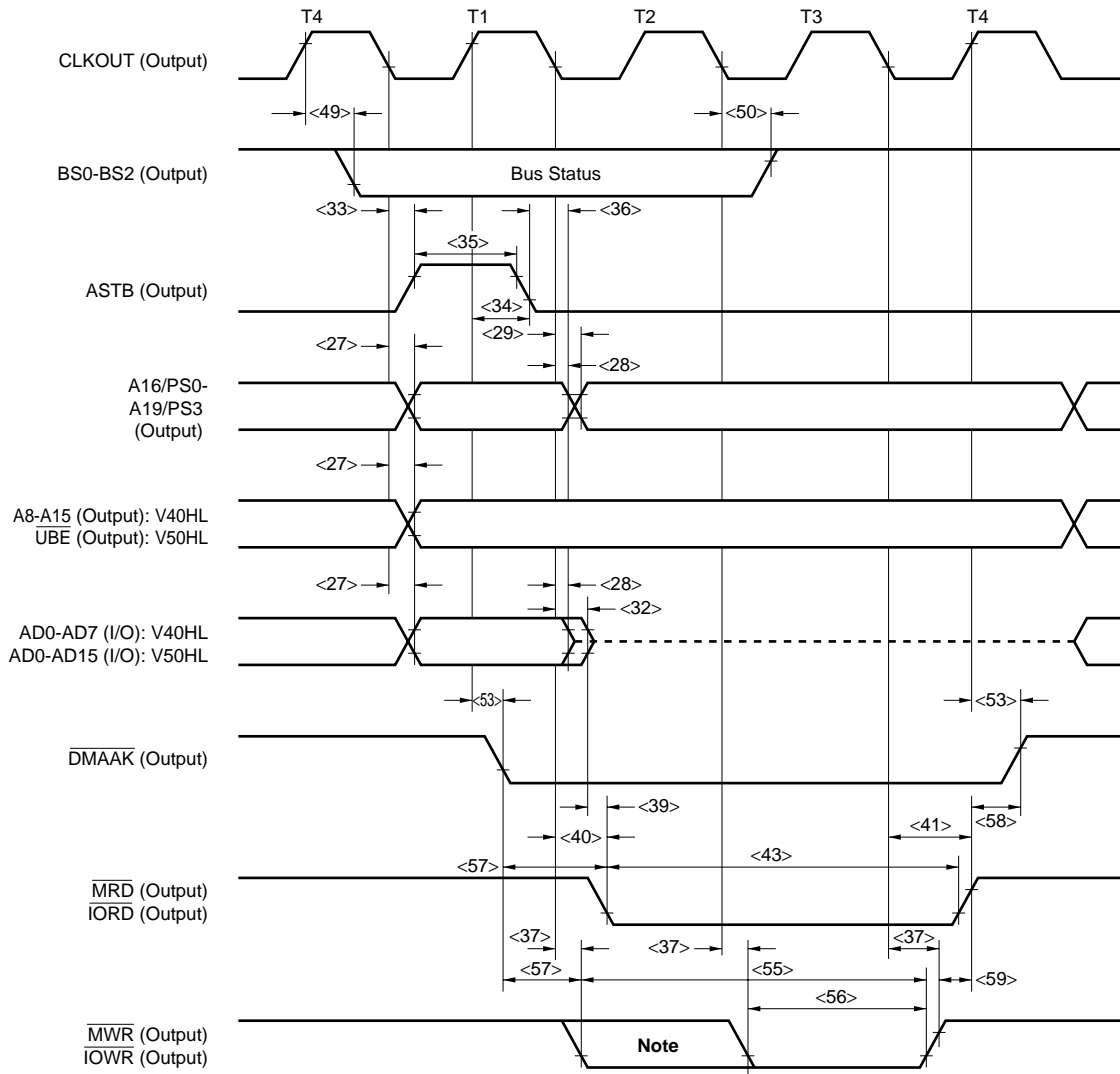 T4 T1 T2 T3 T4
CLKOUT (Output)
<49> <50>
BS0-BS2 (Output) Bus Status
<33> <36>
<35>
ASTB (Output)
<34>
<29>
<27>
<28>
A16/PS0-
A19/PS3
(Output)
<27>
A8-A15 (Output): V40HL
UBE (Output): V50HL
<27> <28>
<32>
AD0-AD7 (I/O): V40HL
AD0-AD15 (I/O): V50HL
<53> <53>
DMAAK (Output)
<39>
<58>
<40> <41>
<57> <43>
MRD (Output)
IORD (Output)
<37> <37> <37>
<57> <55> <59>
<56>
MWR (Output)
IOWR (Output)
Note